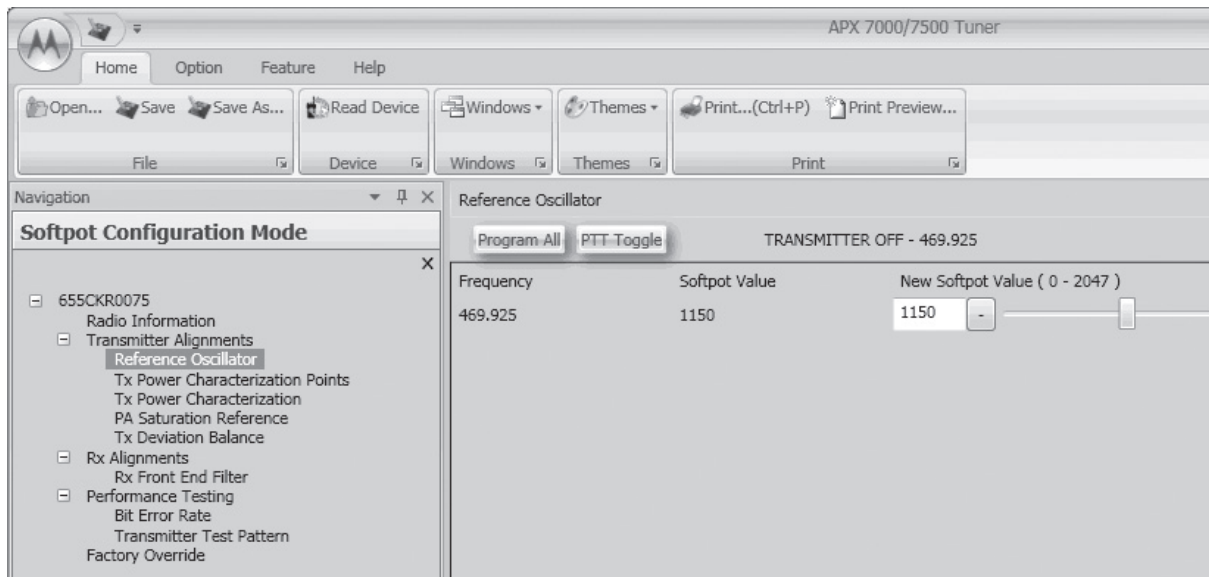 APX 7000/7500 Tuner
Home Option Feature Help
Open... Save Save As... Read Device Windows Themes Print...(Ctrl+P) Print Preview...
File Device Windows Themes Print
Navigation
Softpot Configuration Mode
655CKR0075
Radio Information
Transmitter Alignments
Reference Oscillator
Tx Power Characterization Points
Tx Power Characterization
PA Saturation Reference
Tx Deviation Balance
Rx Alignments
Rx Front End Filter
Performance Testing
Bit Error Rate
Transmitter Test Pattern
Factory Override
Reference Oscillator
Program All PTT Toggle TRANSMITTER OFF - 469.925
Frequency Softpot Value New Softpot Value ( 0 - 2047 )
469.925 1150 1150 -